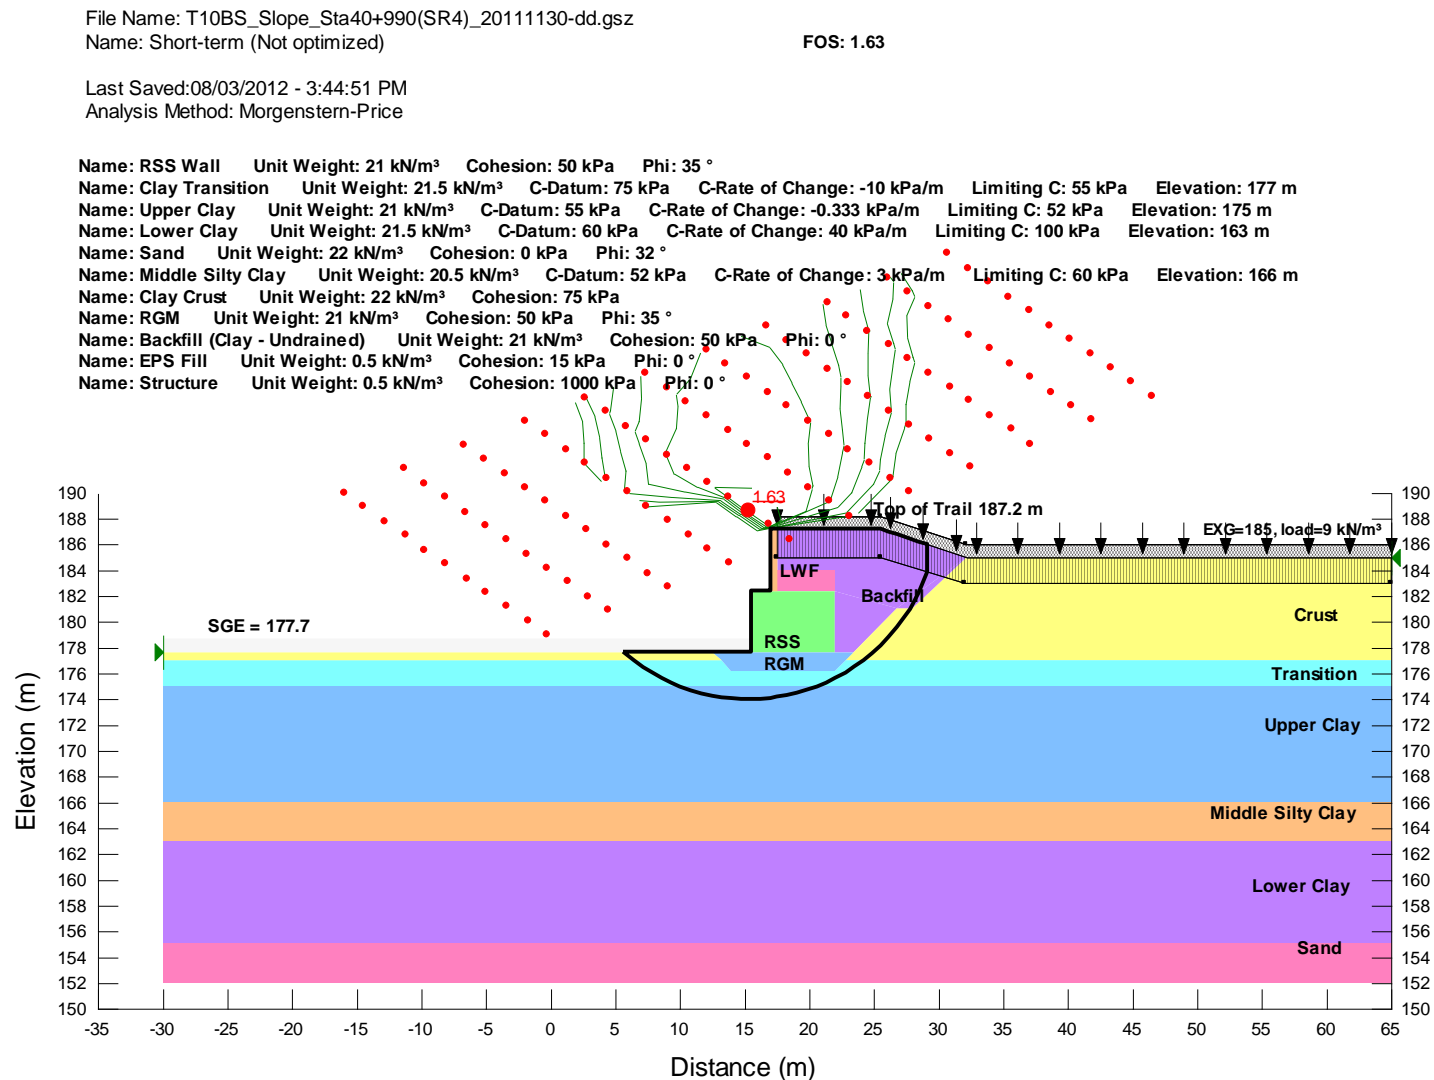 File Name: T10BS_Slope_Sta40+990(SR4)_20111130-dd.gsz
Name: Short-term (Not optimized)
FOS: 1.63
Last Saved:08/03/2012 - 3:44:51 PM
Analysis Method: Morgenstern-Price
Name: RSS Wall Unit Weight: 21 kN/m³ Cohesion: 50 kPa Phi: 35 °
Name: Clay Transition Unit Weight: 21.5 kN/m³ C-Datum: 75 kPa C-Rate of Change: -10 kPa/m Limiting C: 55 kPa Elevation: 177 m
Name: Upper Clay Unit Weight: 21 kN/m³ C-Datum: 55 kPa C-Rate of Change: -0.333 kPa/m Limiting C: 52 kPa Elevation: 175 m
Name: Lower Clay Unit Weight: 21.5 kN/m³ C-Datum: 60 kPa C-Rate of Change: 40 kPa/m Limiting C: 100 kPa Elevation: 163 m
Name: Sand Unit Weight: 22 kN/m³ Cohesion: 0 kPa Phi: 32 °
Name: Middle Silty Clay Unit Weight: 20.5 kN/m³ C-Datum: 52 kPa C-Rate of Change: 3 kPa/m Limiting C: 60 kPa Elevation: 166 m
Name: Clay Crust Unit Weight: 22 kN/m³ Cohesion: 75 kPa
Name: RGM Unit Weight: 21 kN/m³ Cohesion: 50 kPa Phi: 35 °
Name: Backfill (Clay - Undrained) Unit Weight: 21 kN/m³ Cohesion: 50 kPa Phi: 0 °
Name: EPS Fill Unit Weight: 0.5 kN/m³ Cohesion: 15 kPa Phi: 0 °
Name: Structure Unit Weight: 0.5 kN/m³ Cohesion: 1000 kPa Phi: 0 °
1.63
Top of Trail 187.2 m
EXG=185, load=9 kN/m³
LWF
Backfill
Crust
SGE = 177.7
RSS
RGM
Transition
Upper Clay
Middle Silty Clay
Lower Clay
Sand
Elevation (m)
190
188
186
184
182
180
178
176
174
172
170
168
166
164
162
160
158
156
154
152
150
190
188
186
184
182
180
178
176
174
172
170
168
166
164
162
160
158
156
154
152
150
-35 -30 -25 -20 -15 -10 -5 0 5 10 15 20 25 30 35 40 45 50 55 60 65
Distance (m)